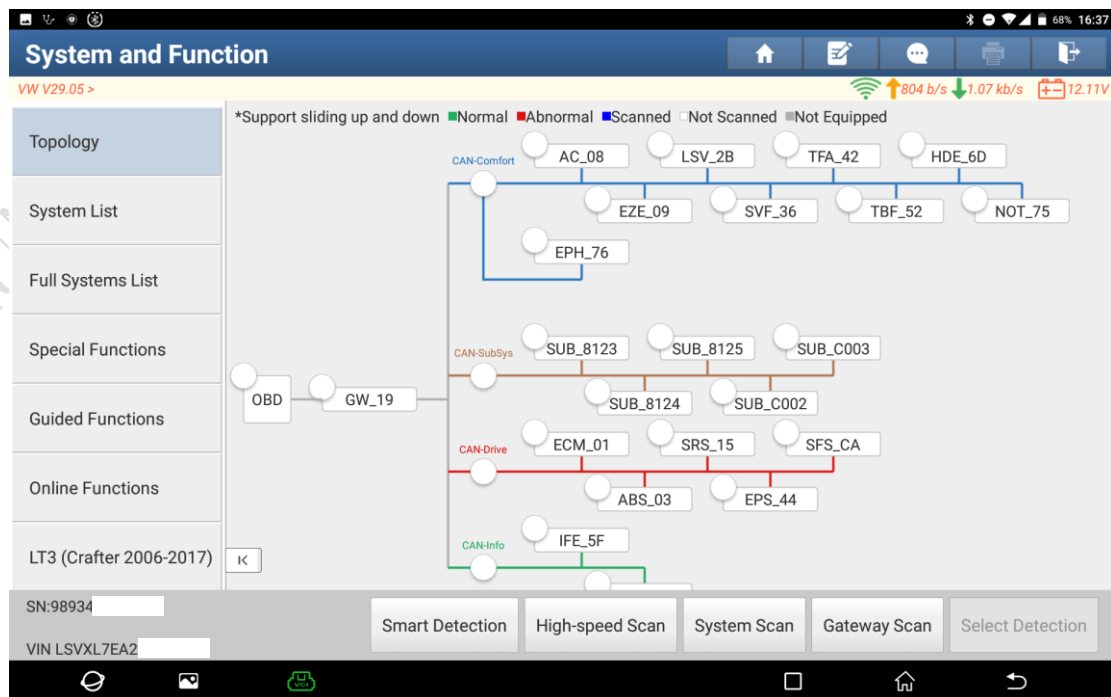 68% 16:37
System and Function
VW V29.05 >
804 b/s 1.07 kb/s 12.11V
*Support sliding up and down Normal Abnormal Scanned Not Scanned Not Equipped
Topology
System List
Full Systems List
Special Functions
Guided Functions
Online Functions
LT3 (Crafter 2006-2017)
CAN-Comfort
AC_08 LSV_2B TFA_42 HDE_6D
EZE_09 SVF_36 TBF_52 NOT_75
EPH_76
CAN-SubSys
SUB_8123 SUB_8125 SUB_C003
SUB_8124 SUB_C002
OBD GW_19
CAN-Drive
ECM_01 SRS_15 SFS_CA
ABS_03 EPS_44
CAN-Info
IFE_5F
SN:98934
VIN LSVXL7EA2
Smart Detection High-speed Scan System Scan Gateway Scan Select Detection
VCI